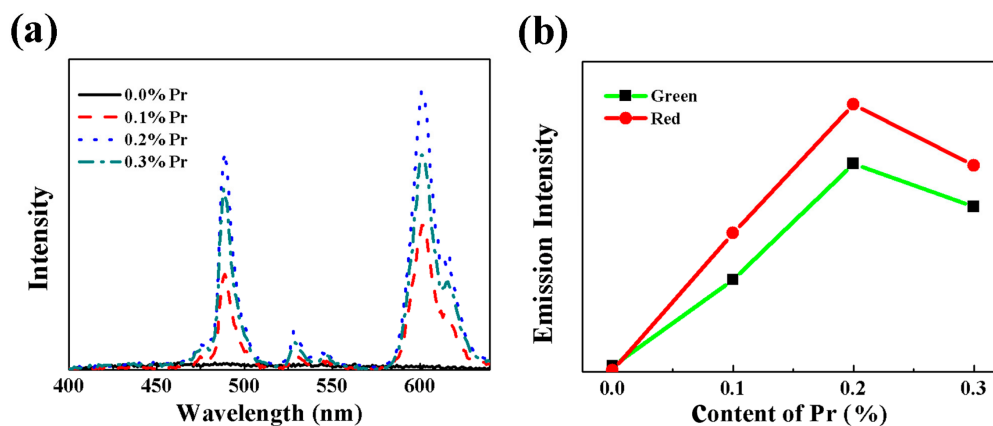 (a)
Intensity
0.0% Pr
0.1% Pr
0.2% Pr
0.3% Pr
400 450 500 550 600
Wavelength (nm)
(b)
Emission Intensity
Green
Red
0.0 0.1 0.2 0.3
Content of Pr (%)